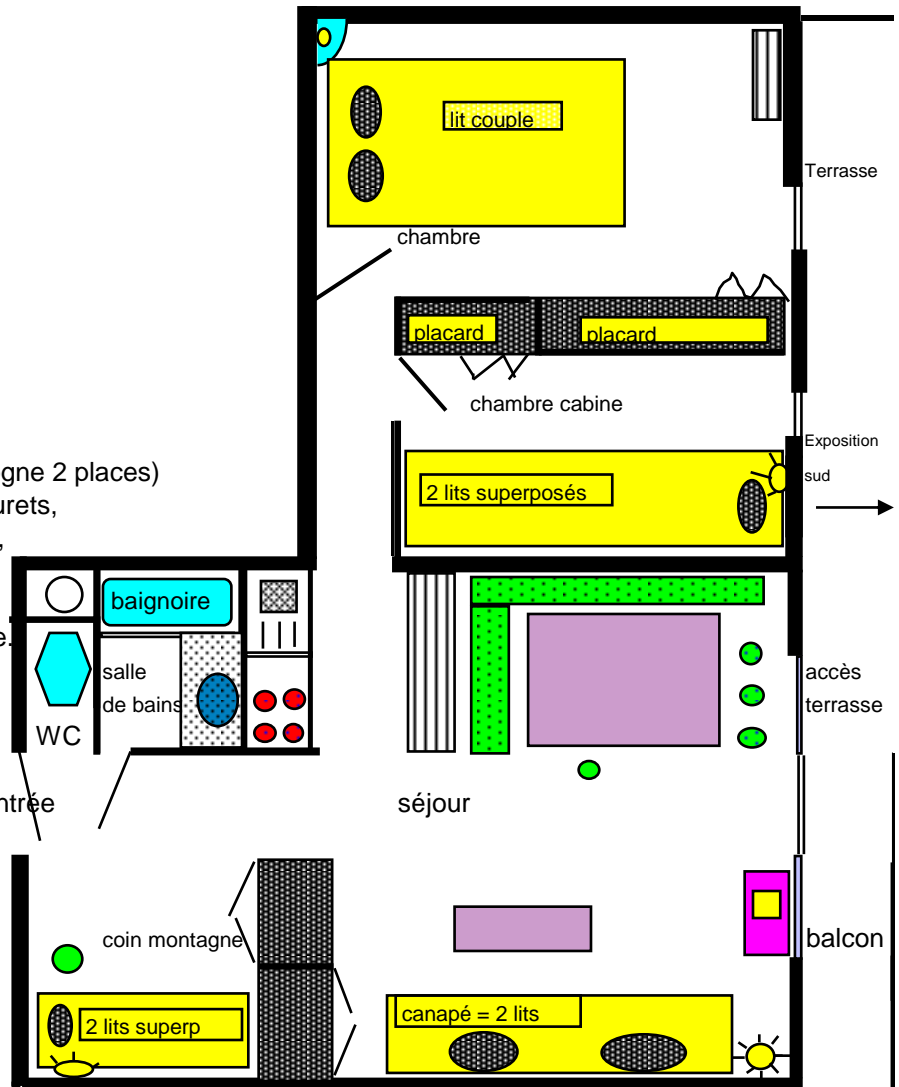 lit couple
Terrasse
chambre
placard
placard
chambre cabine
Exposition
sud
gne 2 places)
2 lits superposés
urets,
,
baignoire
e.
salle
de bains
accès
terrasse
WC
ntrée
séjour
coin montagne
balcon
canapé = 2 lits
2 lits superp